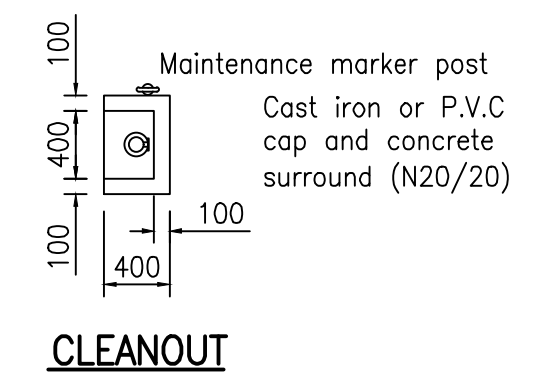 100
Maintenance marker post
Cast iron or P.V.C
400
cap and concrete
surround (N20/20)
100
100
400
CLEANOUT